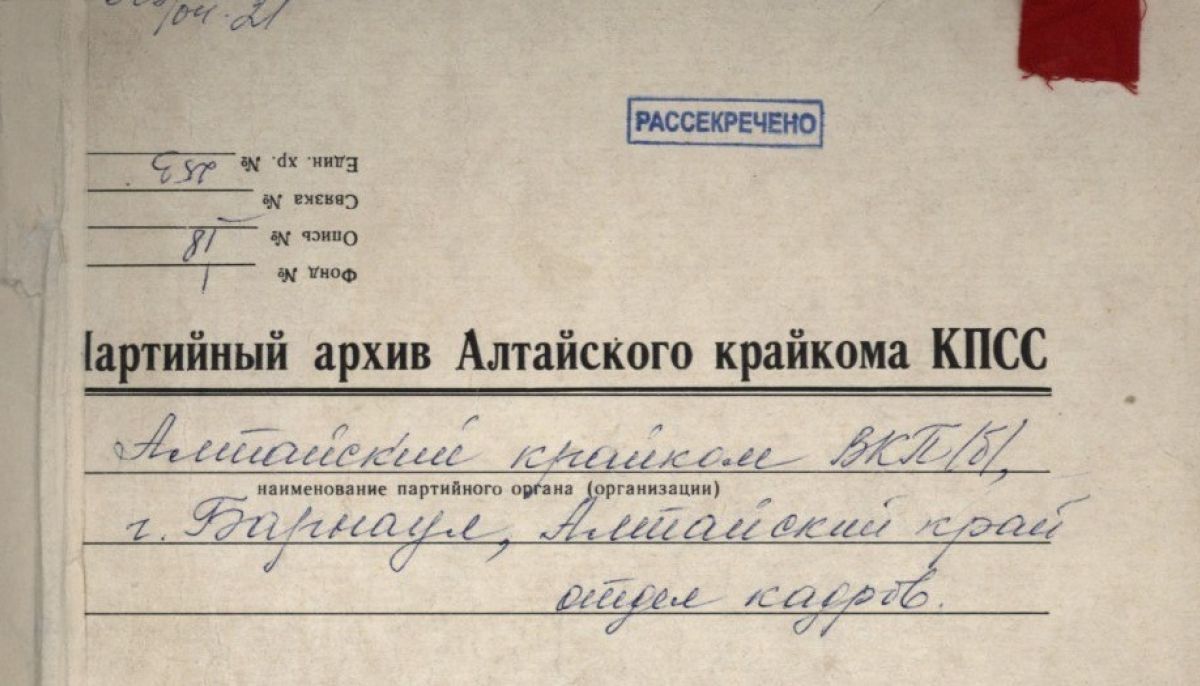 РАССЕКРЕЧЕНО
Един. хр. № 253
Связка №
Опись № 18
Фонд № 1
Партийный архив Алтайского крайкома КПСС
Алтайский крайком ВКП(б),
наименование партийного органа (организации)
г. Барнаул, Алтайский край
отдел кадров.